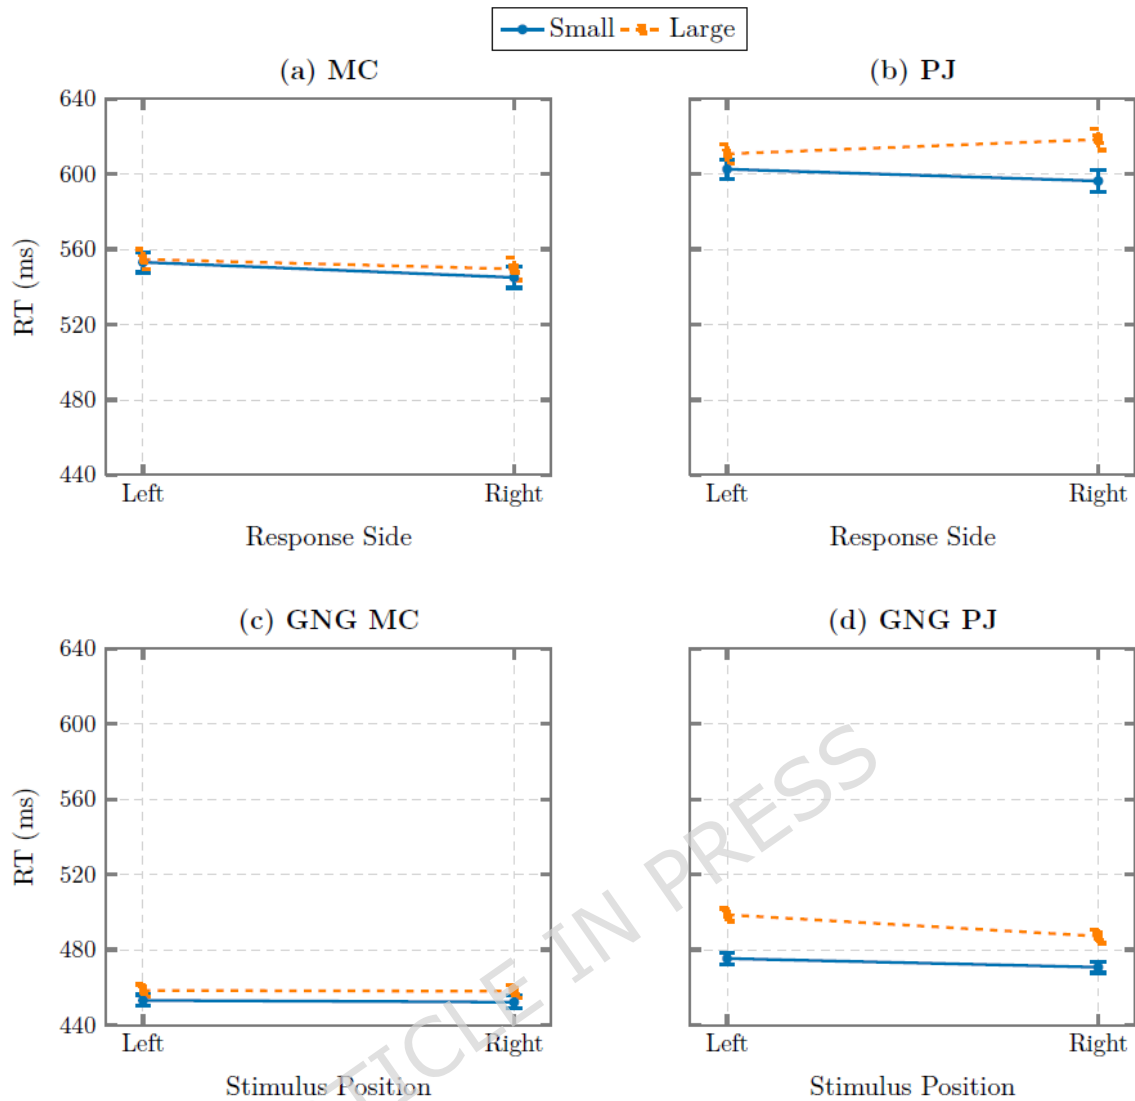 Small Large
(a) MC
(b) PJ
640
600
560
520
480
440
RT (ms)
Left Right
Response Side
Left Right
Response Side
(c) GNG MC
(d) GNG PJ
640
600
560
520
480
440
RT (ms)
Left Right
Stimulus Position
Left Right
Stimulus Position
TICLE IN PRESS